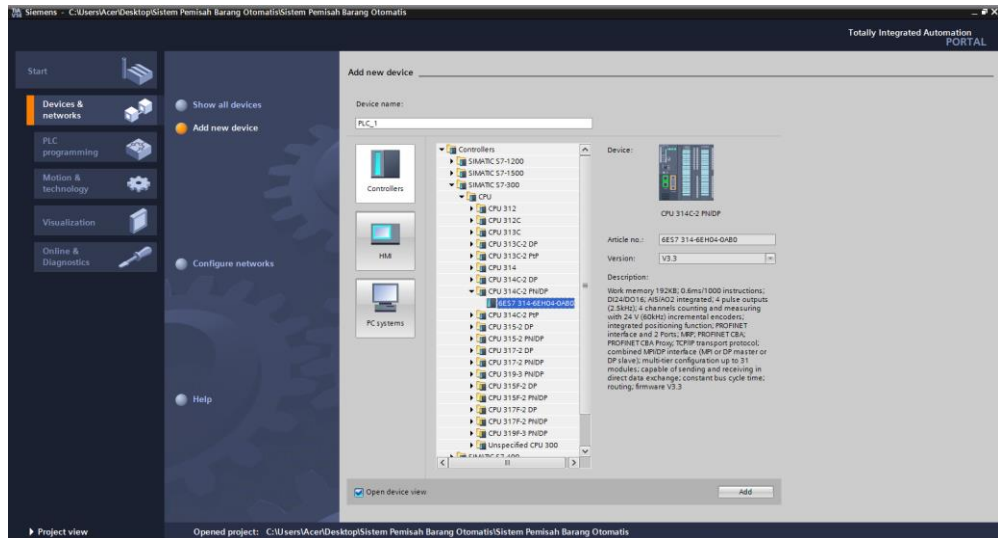 Siemens - C:\Users\Acer\Desktop\Sistem Pemisah Barang Otomatis\Sistem Pemisah Barang Otomatis
Totally Integrated Automation
PORTAL
Start
Devices &
networks
PLC
programming
Motion &
technology
Visualization
Online &
Diagnostics
Show all devices
Add new device
Configure networks
Help
Add new device
Device name:
PLC_1
Controllers
HMI
PC systems
Controllers
SIMATIC S7-1200
SIMATIC S7-1500
SIMATIC S7-300
CPU
CPU 312
CPU 312C
CPU 313C
CPU 313C-2 DP
CPU 313C-2 PtP
CPU 314
CPU 314C-2 DP
CPU 314C-2 PN/DP
6ES7 314-6EH04-0AB0
CPU 314C-2 PtP
CPU 315-2 DP
CPU 315-2 PN/DP
CPU 317-2 DP
CPU 317-2 PN/DP
CPU 319-3 PN/DP
CPU 315F-2 DP
CPU 315F-2 PN/DP
CPU 317F-2 DP
CPU 317F-2 PN/DP
CPU 319F-3 PN/DP
Unspecified CPU 300
SIMATIC S7-400
Device:
CPU 314C-2 PN/DP
Article no.: 6ES7 314-6EH04-0AB0
Version: V3.3
Description:
Work memory 192KB; 0.6ms/1000 instructions;
DI24/DO16; AI5/AO2 integrated; 4 pulse outputs
(2.5kHz); 4 channels counting and measuring
with 24 V (60kHz) incremental encoders;
integrated positioning function; PROFINET
interface and 2 Ports; MRP; PROFINET CBA;
PROFINET CBA Proxy; TCP/IP transport protocol;
combined MPI/DP interface (MPI or DP master or
DP slave); multi-tier configuration up to 31
modules; capable of sending and receiving in
direct data exchange; constant bus cycle time;
routing; firmware V3.3
Open device view
Add
Project view
Opened project: C:\Users\Acer\Desktop\Sistem Pemisah Barang Otomatis\Sistem Pemisah Barang Otomatis